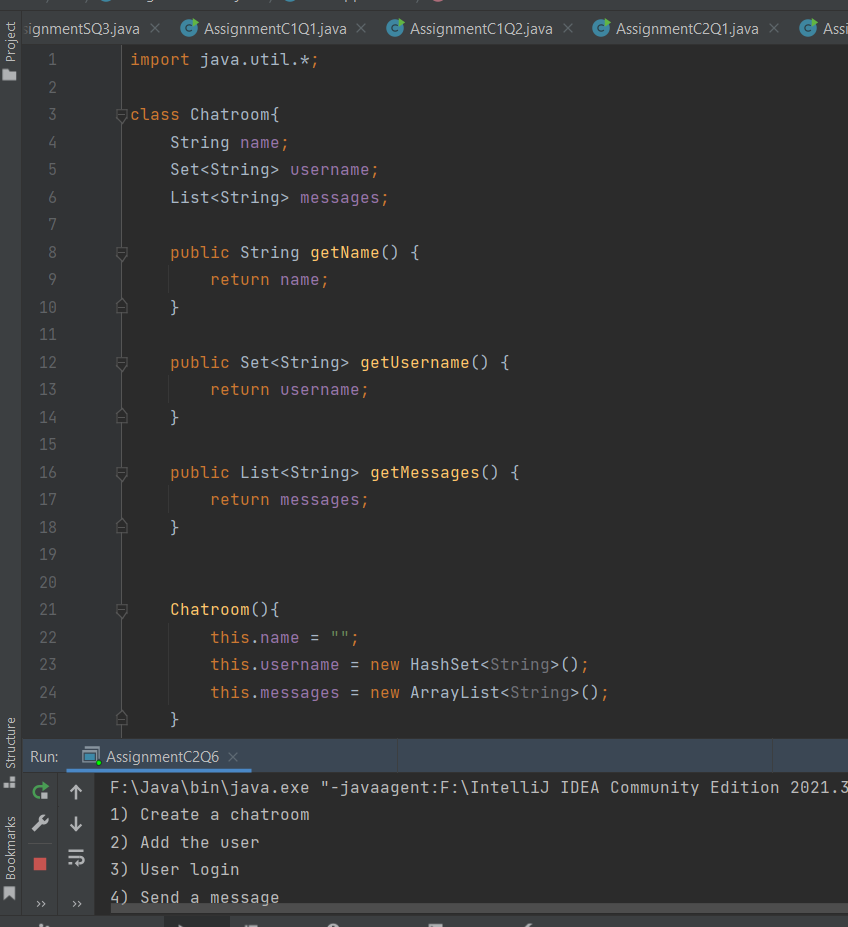 ignmentSQ3.java AssignmentC1Q1.java AssignmentC1Q2.java AssignmentC2Q1.java Assi
Project
1 import java.util.*;
2
3 class Chatroom{
4 String name;
5 Set<String> username;
6 List<String> messages;
7
8 public String getName() {
9 return name;
10 }
11
12 public Set<String> getUsername() {
13 return username;
14 }
15
16 public List<String> getMessages() {
17 return messages;
18 }
19
20
21 Chatroom(){
22 this.name = "";
23 this.username = new HashSet<String>();
24 this.messages = new ArrayList<String>();
25 }
Structure
Bookmarks
Run: AssignmentC2Q6
F:\Java\bin\java.exe "-javaagent:F:\IntelliJ IDEA Community Edition 2021.3
1) Create a chatroom
2) Add the user
3) User login
4) Send a message